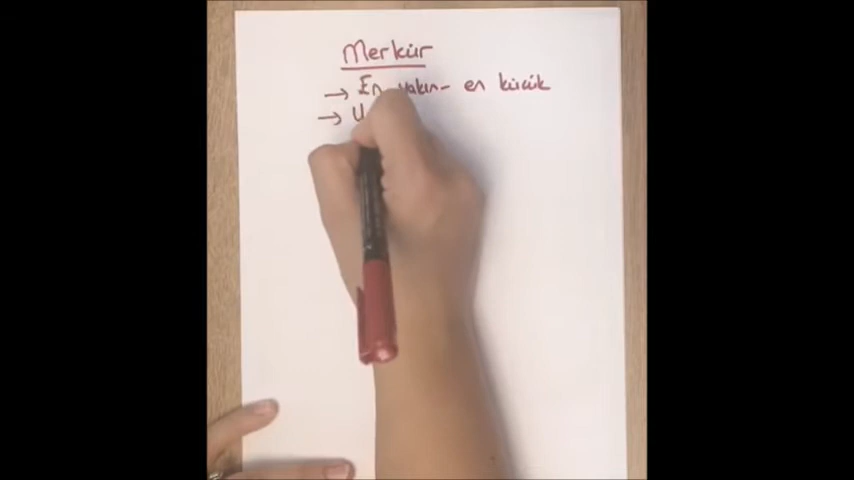 Merkür
→ En yakın - en küçük
→ U